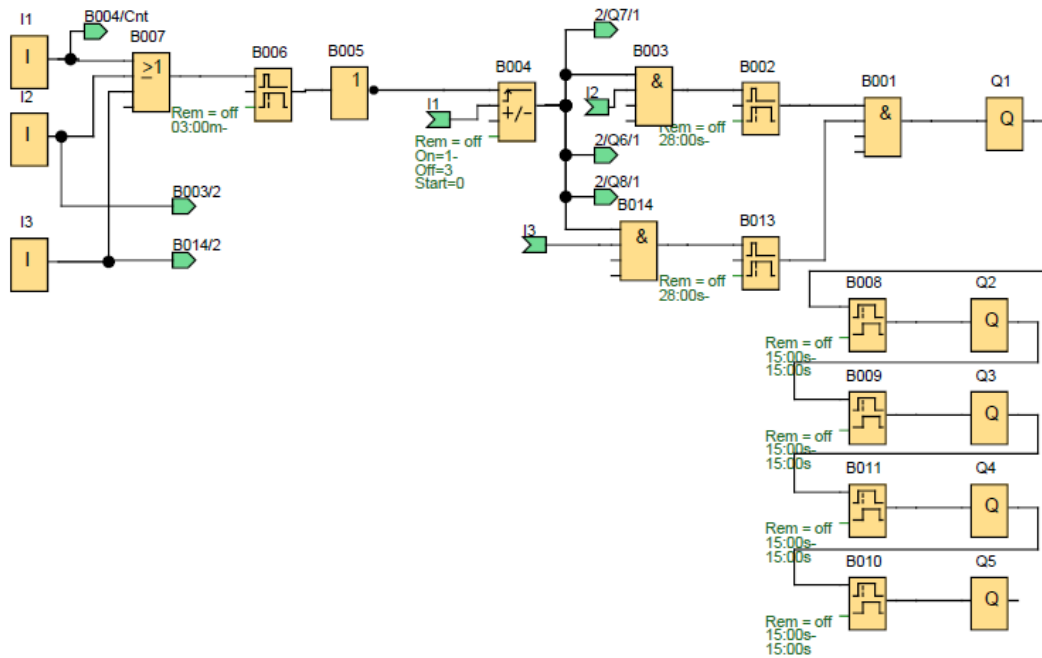 I1
I
B004/Cnt
B007
≥1
I2
I
B006
Rem = off
03:00m-
B005
1
B003/2
I3
I
B014/2
B004
+/-
I1
Rem = off
On=1-
Off=3
Start=0
2/Q7/1
B003
&
I2
2/Q6/1
2/Q8/1
B014
&
I3
B002
Rem = off
28:00s-
B013
Rem = off
28:00s-
B001
&
Q1
Q
B008
Rem = off
15:00s-
15:00s
Q2
Q
B009
Rem = off
15:00s-
15:00s
Q3
Q
B011
Rem = off
15:00s-
15:00s
Q4
Q
B010
Rem = off
15:00s-
15:00s
Q5
Q